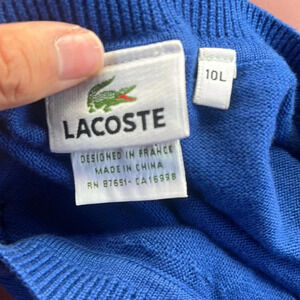 LACOSTE
10L
DESIGNED IN FRANCE
MADE IN CHINA
RN 87651 - CA16998